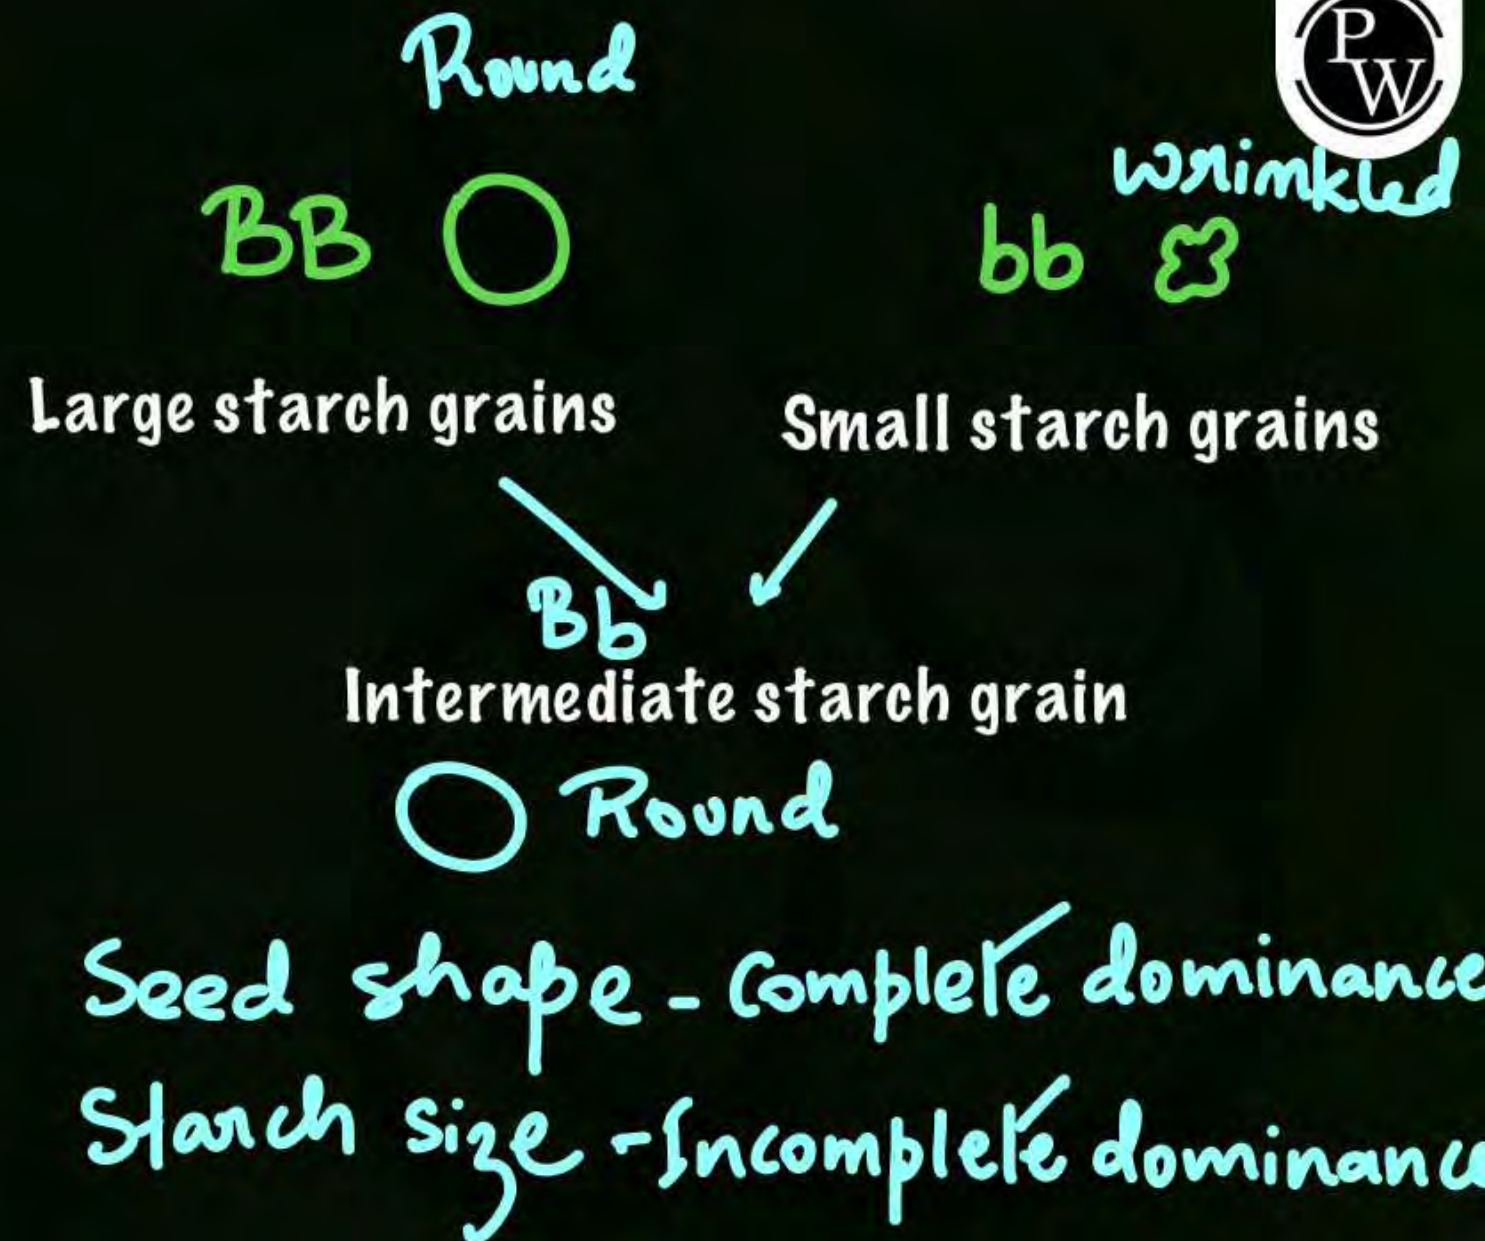 Round
PW
wrinkled
BB
bb
Large starch grains
Small starch grains
Bb
Intermediate starch grain
Round
Seed shape - Complete dominance
Starch size - Incomplete dominance